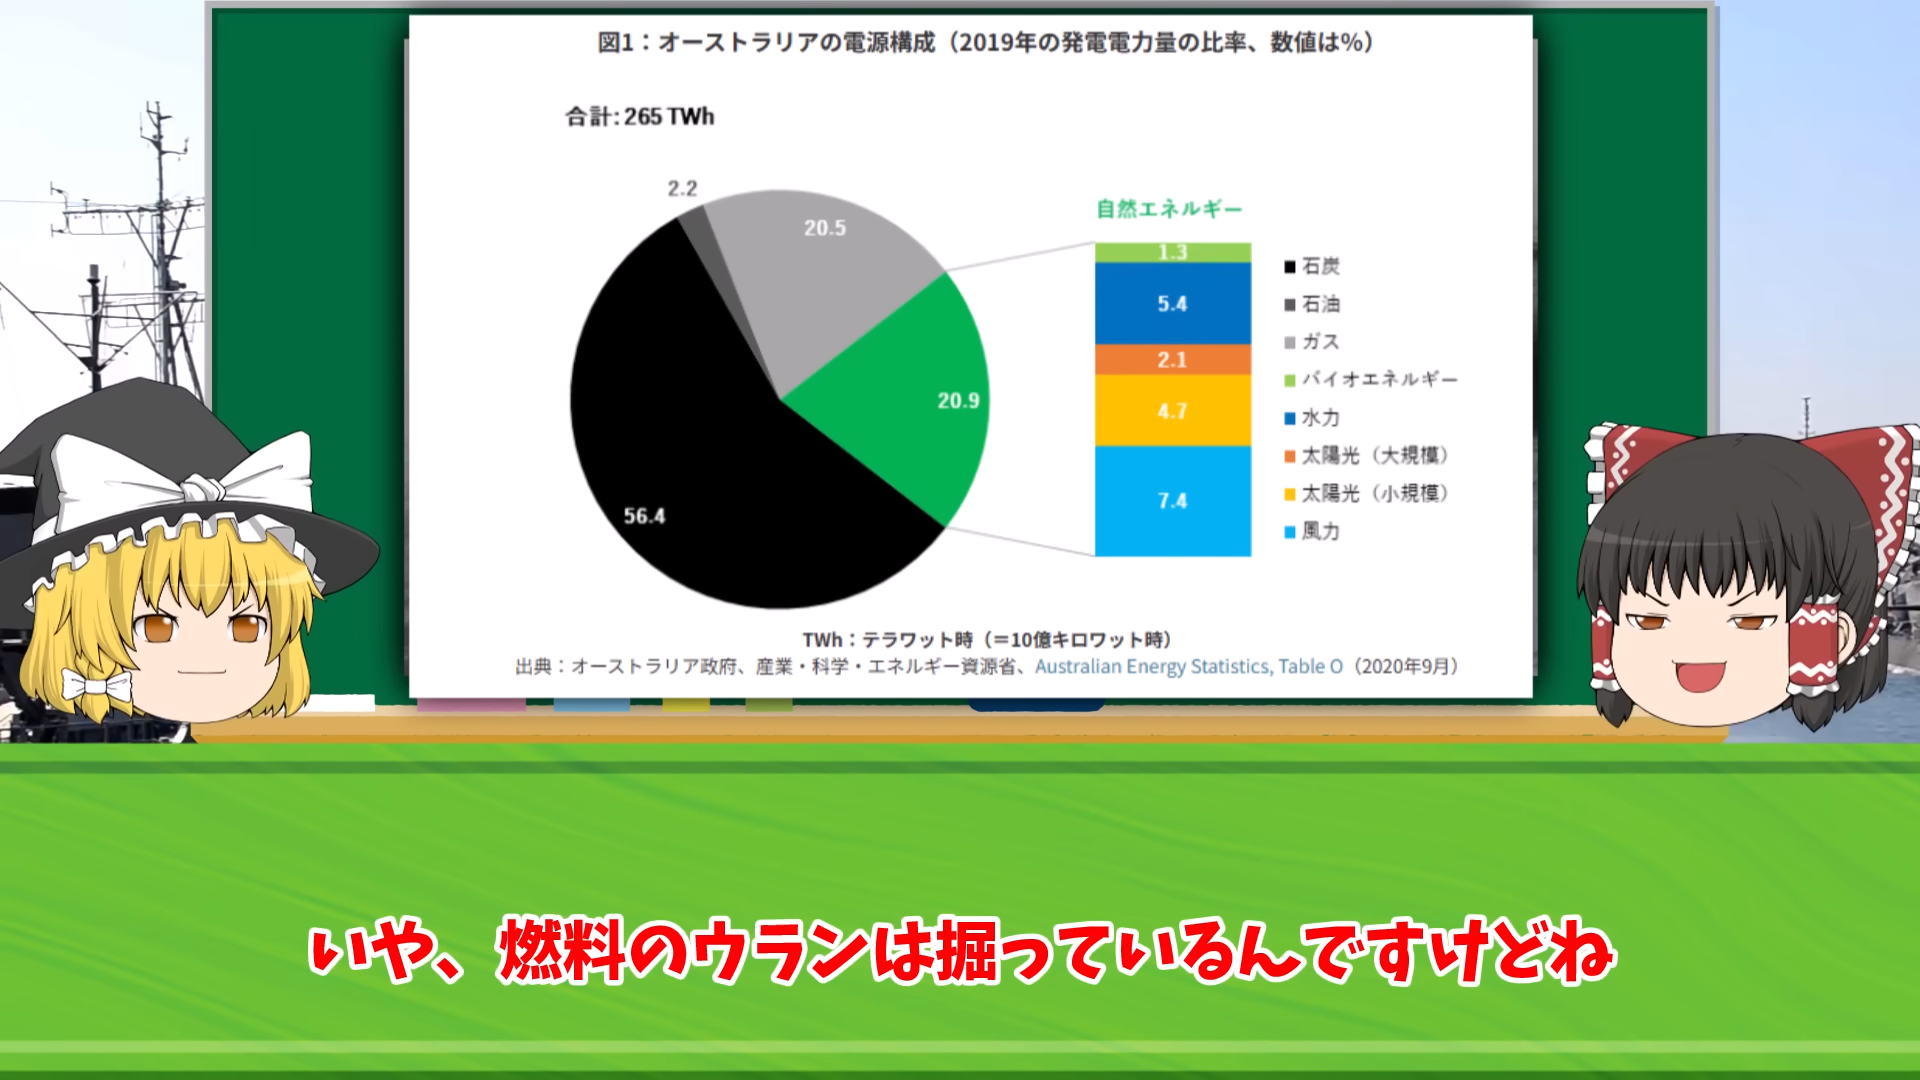 図1：オーストラリアの電源構成（2019年の発電電力量の比率、数値は%）
合計: 265 TWh
2.2
20.5
20.9
56.4
自然エネルギー
1.3
5.4
2.1
4.7
7.4
石炭
石油
ガス
バイオエネルギー
水力
太陽光（大規模）
太陽光（小規模）
風力
TWh：テラワット時（＝10億キロワット時）
出典：オーストラリア政府、産業・科学・エネルギー資源省、Australian Energy Statistics, Table O（2020年9月）
いや、燃料のウランは掘っているんですけどね